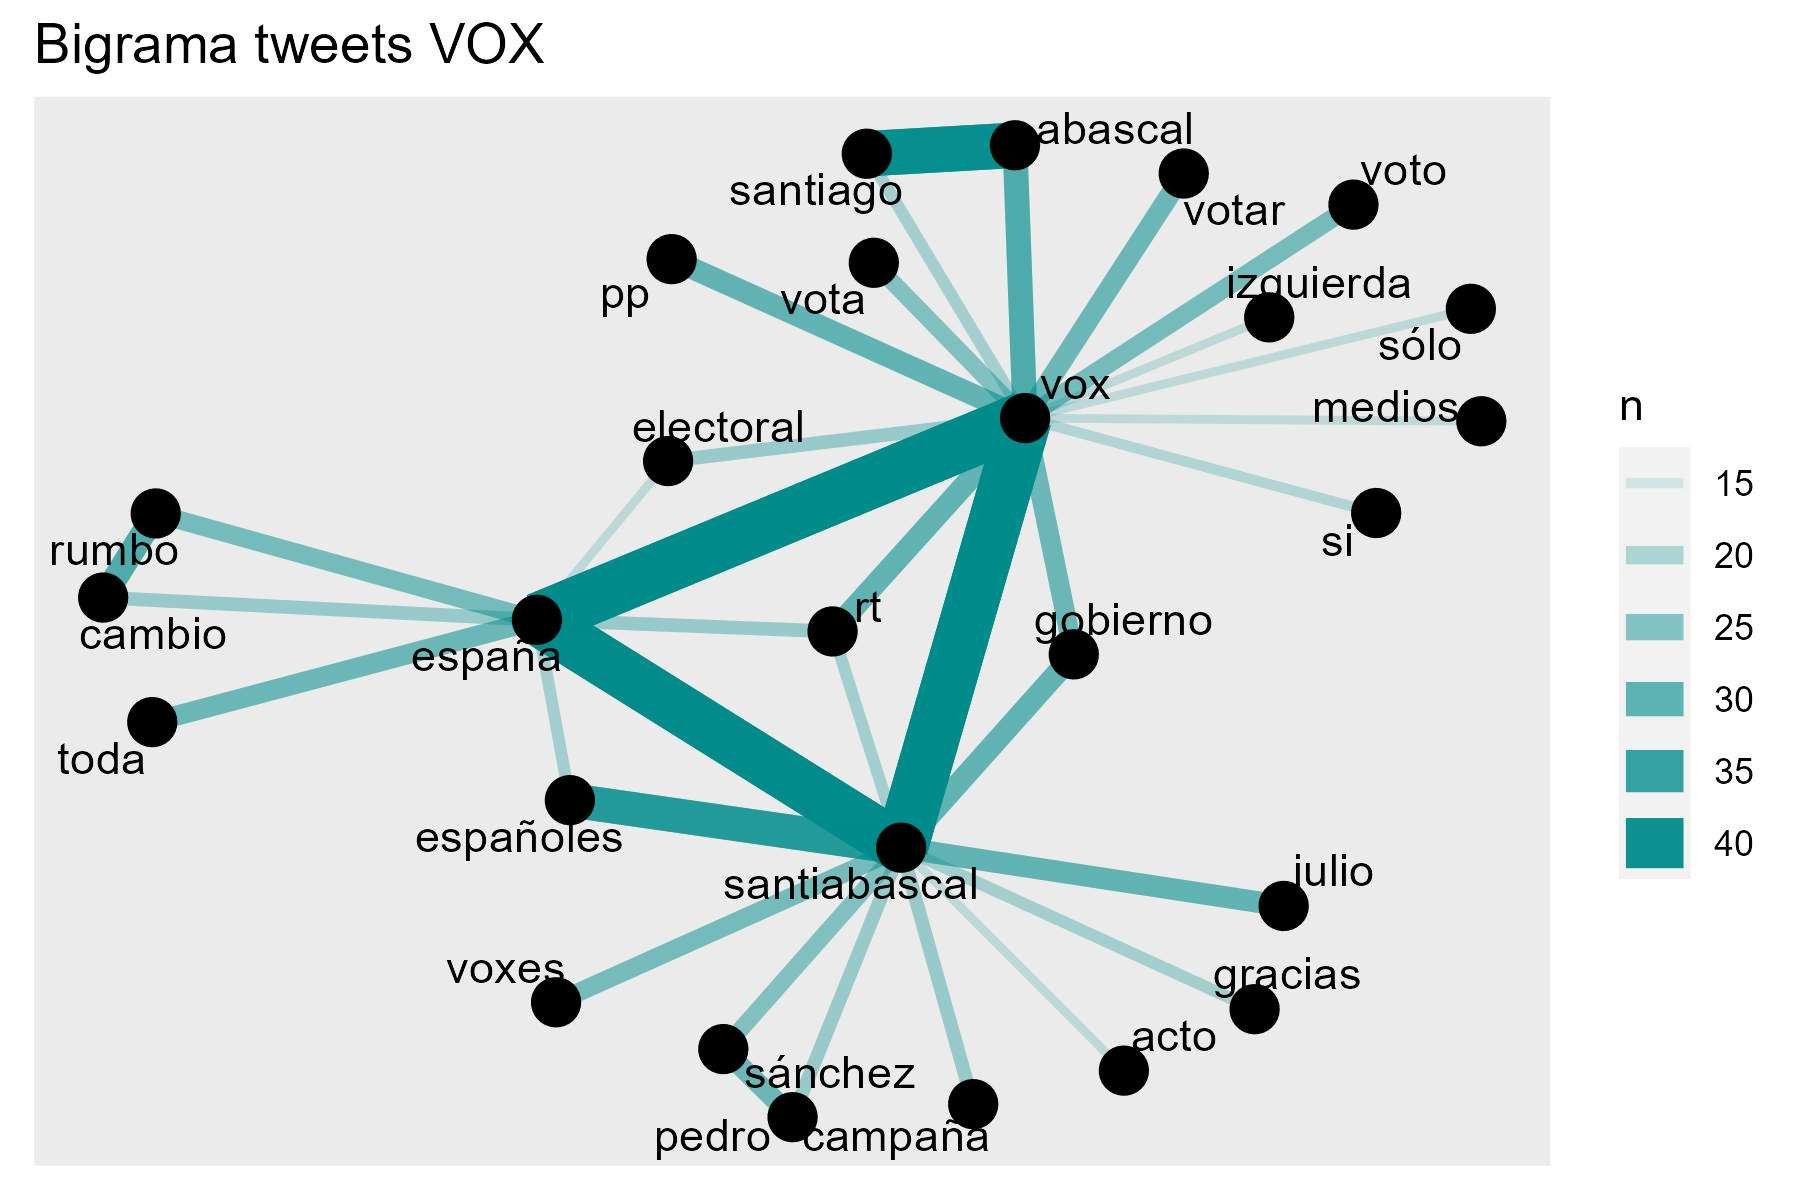 Bigrama tweets VOX
abascal
santiago
votar
voto
pp
vota
izquierda
sólo
vox
medios
electoral
si
rumbo
cambio
españa
rt
gobierno
toda
españoles
santiabascal
julio
voxes
gracias
sánchez
acto
pedro
campaña
n
15
20
25
30
35
40